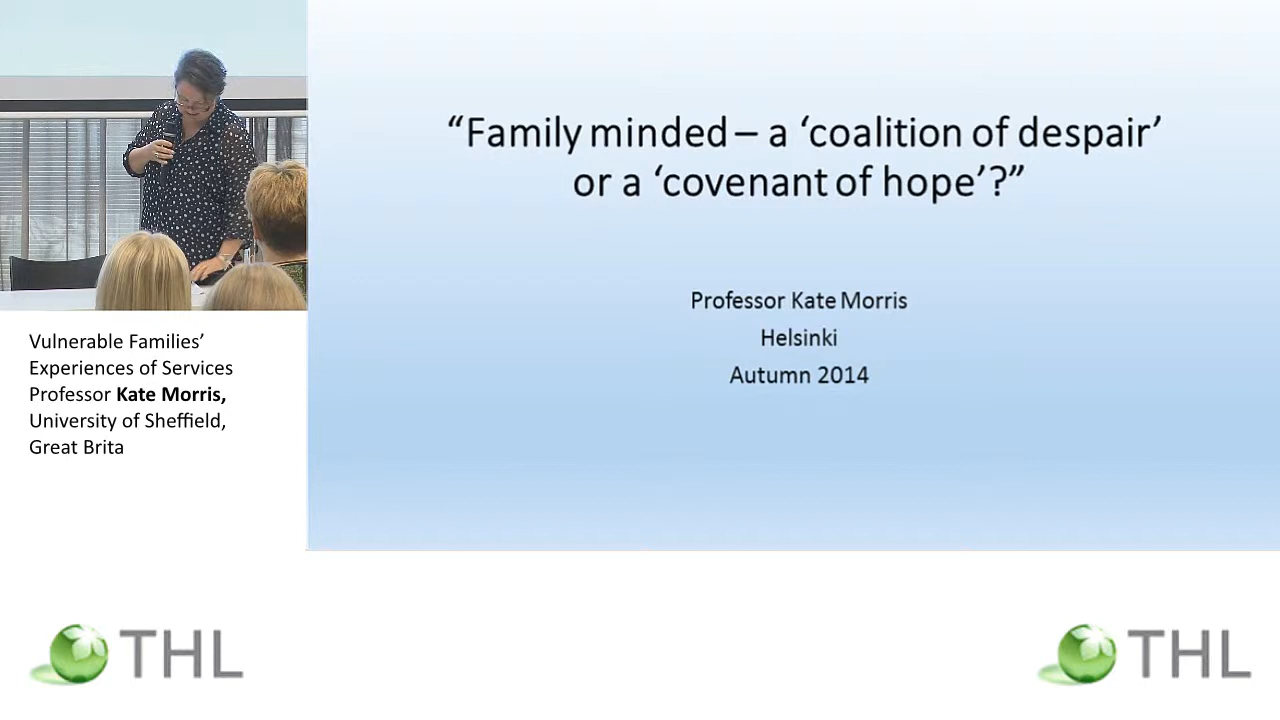 “Family minded – a ‘coalition of despair’
or a ‘covenant of hope’?”
Professor Kate Morris
Helsinki
Autumn 2014
Vulnerable Families’
Experiences of Services
Professor Kate Morris,
University of Sheffield,
Great Brita
THL
THL